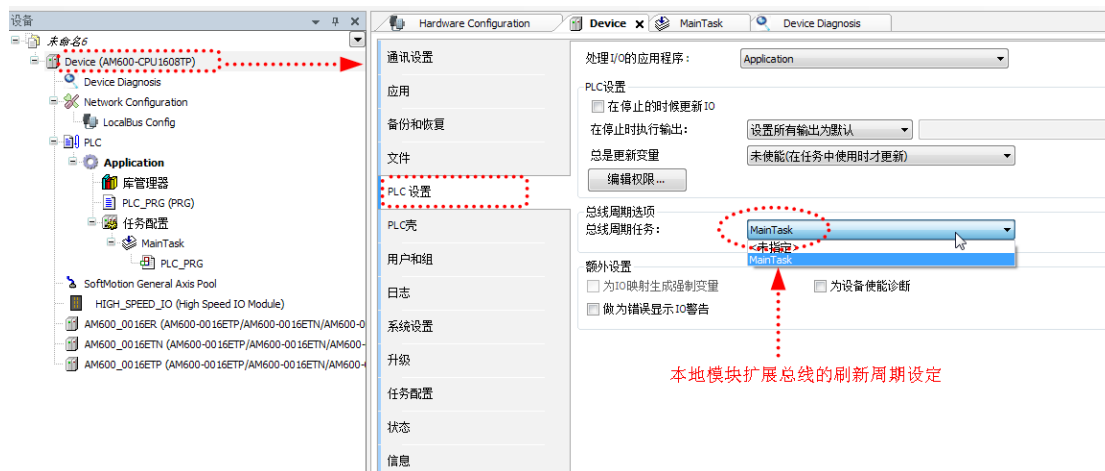 设备
未命名6
Device (AM600-CPU1608TP)
Device Diagnosis
Network Configuration
LocalBus Config
PLC
Application
库管理器
PLC_PRG (PRG)
任务配置
MainTask
PLC_PRG
SoftMotion General Axis Pool
HIGH_SPEED_IO (High Speed IO Module)
AM600_0016ER (AM600-0016ETP/AM600-0016ETN/AM600-0
AM600_0016ETN (AM600-0016ETP/AM600-0016ETN/AM600-
AM600_0016ETP (AM600-0016ETP/AM600-0016ETN/AM600-
Hardware Configuration
Device
MainTask
Device Diagnosis
通讯设置
应用
备份和恢复
文件
PLC 设置
PLC壳
用户和组
日志
系统设置
升级
任务配置
状态
信息
处理I/O的应用程序：
Application
PLC设置
在停止的时候更新IO
在停止时执行输出：
设置所有输出为默认
总是更新变量
未使能(在任务中使用时才更新)
编辑权限...
总线周期选项
总线周期任务：
MainTask
<未指定>
MainTask
额外设置
为IO映射生成强制变量
为设备使能诊断
做为错误显示IO警告
本地模块扩展总线的刷新周期设定